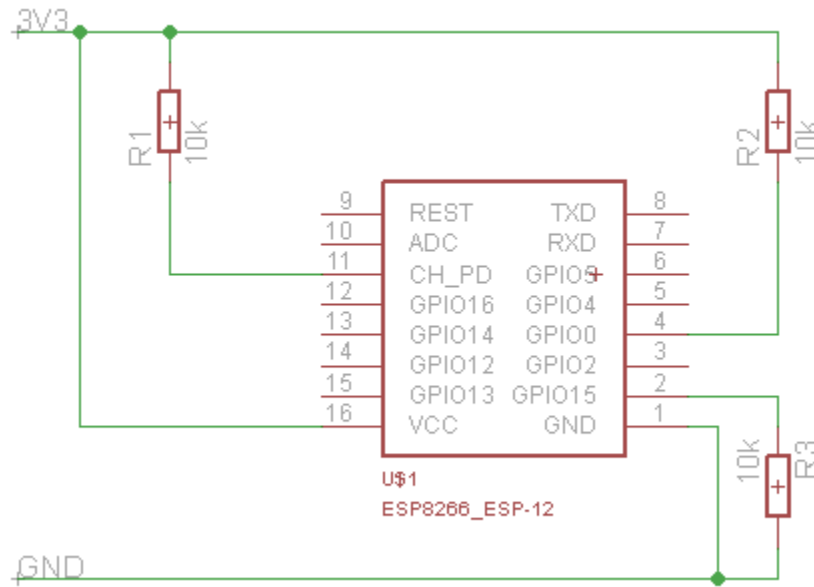 3V3
R1
10k
R2
10k
9 REST TXD 8
10 ADC RXD 7
11 CH_PD GPIO5 6
12 GPIO16 GPIO4 5
13 GPIO14 GPIO0 4
14 GPIO12 GPIO2 3
15 GPIO13 GPIO15 2
16 VCC GND 1
10k
R3
U$1
ESP8266_ESP-12
GND